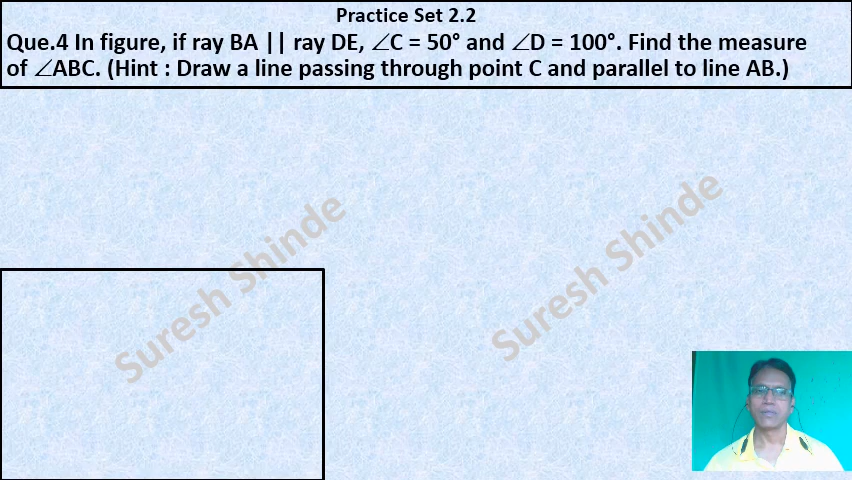 Practice Set 2.2
Que.4 In figure, if ray BA || ray DE, ∠C = 50° and ∠D = 100°. Find the measure
of ∠ABC. (Hint : Draw a line passing through point C and parallel to line AB.)
Suresh Shinde
Suresh Shinde